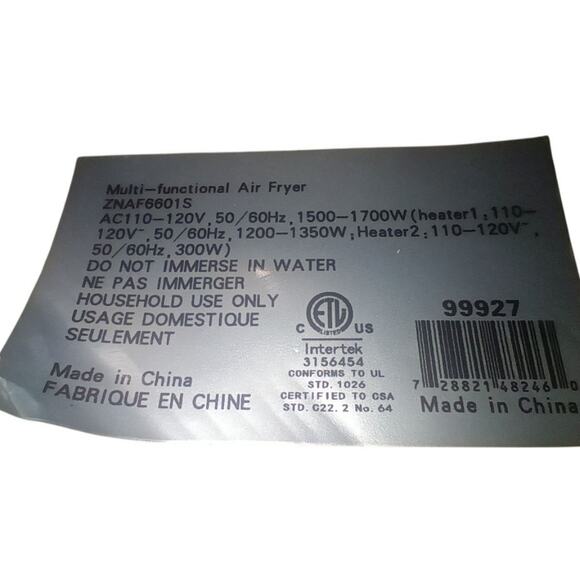 Multi-functional Air Fryer
ZNAF6601S
AC110-120V, 50/60Hz, 1500-1700W(heater1:110-
120V~, 50/60Hz, 1200-1350W;Heater2:110-120V~,
50/60Hz, 300W)
DO NOT IMMERSE IN WATER
NE PAS IMMERGER
HOUSEHOLD USE ONLY
USAGE DOMESTIQUE
SEULEMENT
Made in China
FABRIQUE EN CHINE
ETL
LISTED
C US
Intertek
3156454
CONFORMS TO UL
STD. 1026
CERTIFIED TO CSA
STD. C22. 2 No. 64
99927
7 28821 48246 0
Made in China